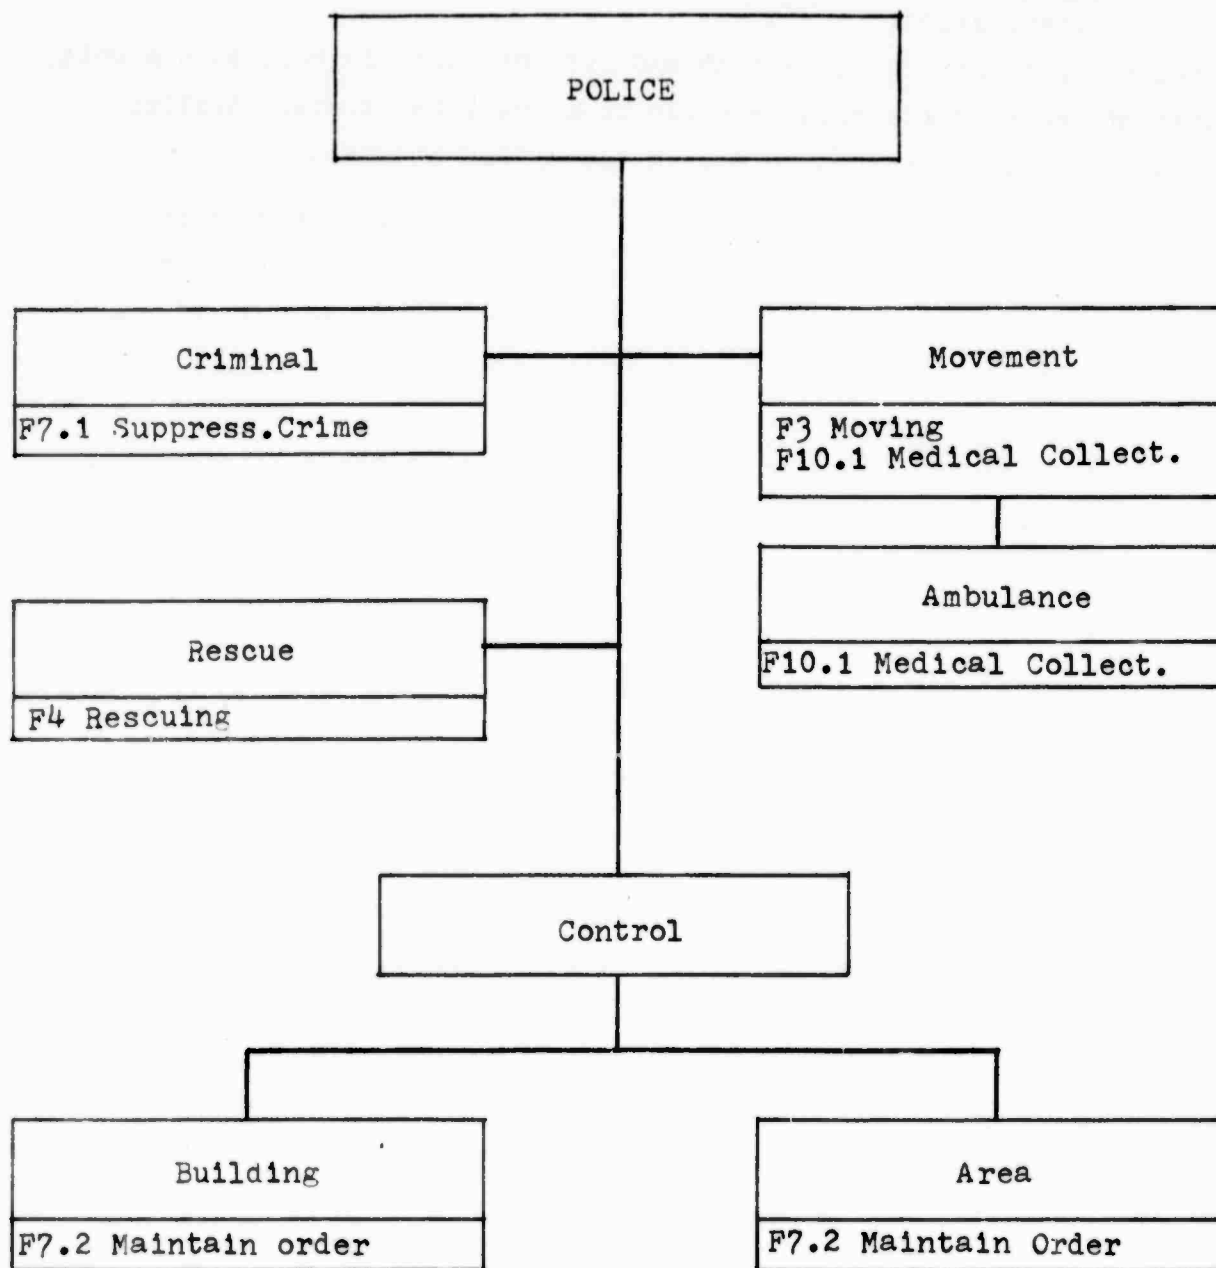 POLICE
Criminal
F7.1 Suppress.Crime
Movement
F3 Moving
F10.1 Medical Collect.
Ambulance
F10.1 Medical Collect.
Rescue
F4 Rescuing
Control
Building
F7.2 Maintain order
Area
F7.2 Maintain Order